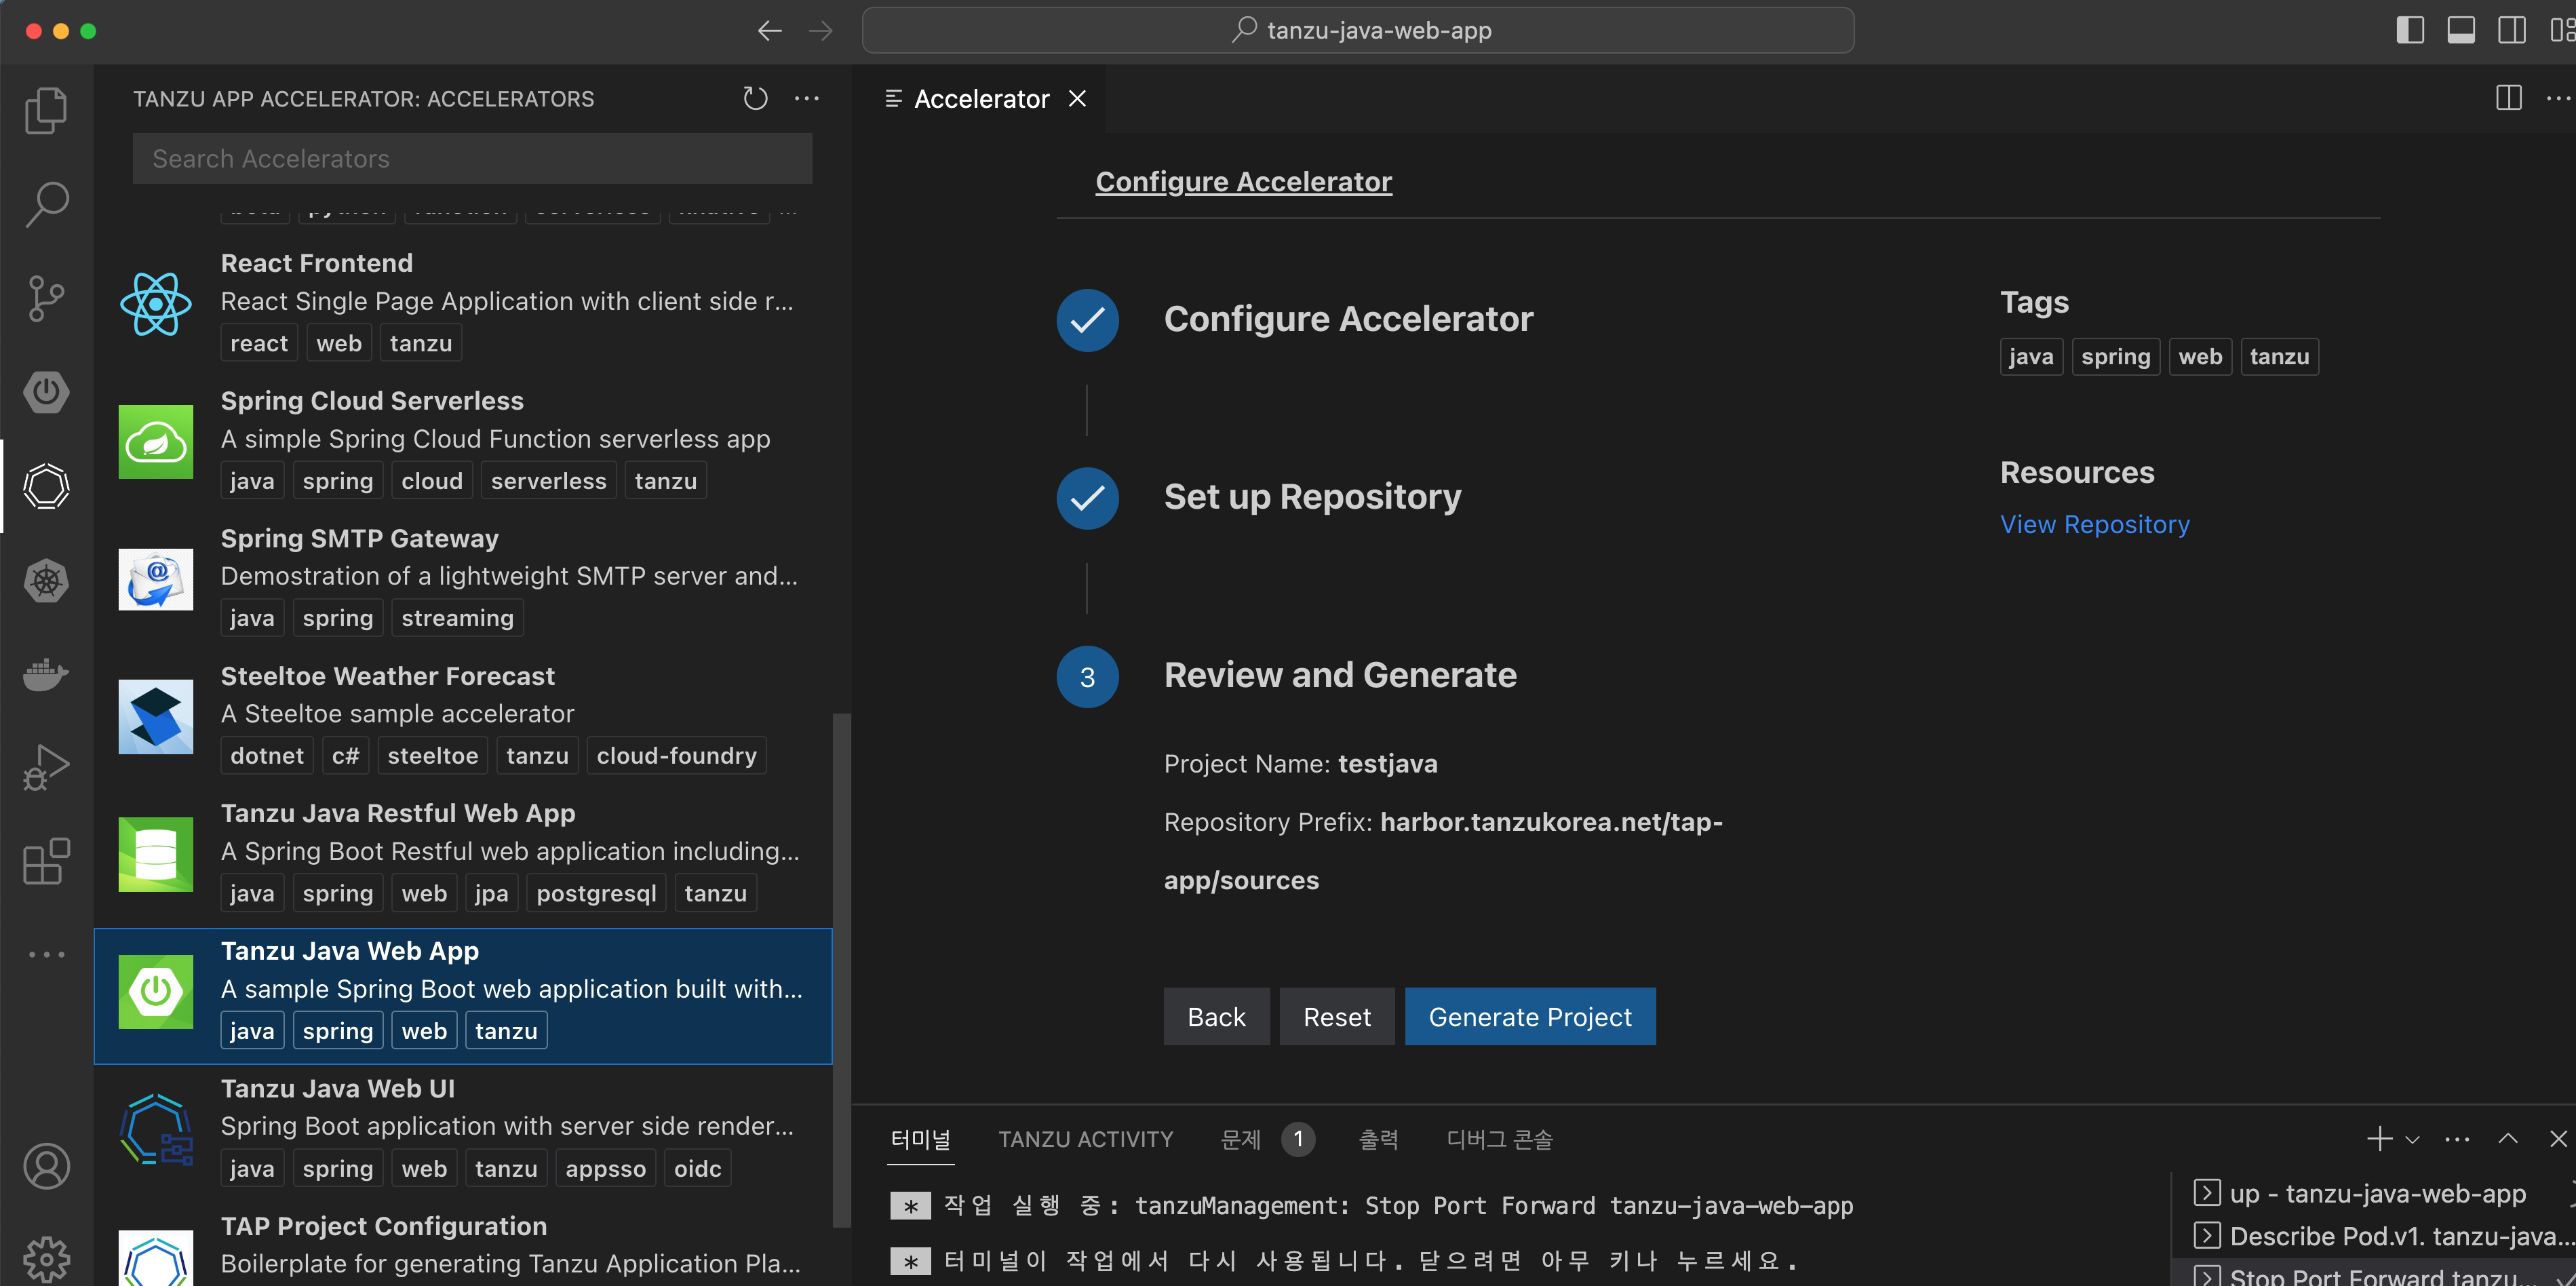 tanzu-java-web-app
TANZU APP ACCELERATOR: ACCELERATORS
Search Accelerators
React Frontend
React Single Page Application with client side r...
react web tanzu
Spring Cloud Serverless
A simple Spring Cloud Function serverless app
java spring cloud serverless tanzu
Spring SMTP Gateway
Demostration of a lightweight SMTP server and...
java spring streaming
Steeltoe Weather Forecast
A Steeltoe sample accelerator
dotnet c# steeltoe tanzu cloud-foundry
Tanzu Java Restful Web App
A Spring Boot Restful web application including...
java spring web jpa postgresql tanzu
Tanzu Java Web App
A sample Spring Boot web application built with...
java spring web tanzu
Tanzu Java Web UI
Spring Boot application with server side render...
java spring web tanzu appsso oidc
TAP Project Configuration
Boilerplate for generating Tanzu Application Pla...
Accelerator
Configure Accelerator
Configure Accelerator
Set up Repository
3 Review and Generate
Project Name: testjava
Repository Prefix: harbor.tanzukorea.net/tap-
app/sources
Back Reset Generate Project
Tags
java spring web tanzu
Resources
View Repository
터미널 TANZU ACTIVITY 문제 1 출력 디버그 콘솔
* 작업 실행 중: tanzuManagement: Stop Port Forward tanzu-java-web-app
* 터미널이 작업에서 다시 사용됩니다. 닫으려면 아무 키나 누르세요.
up - tanzu-java-web-app
Describe Pod.v1. tanzu-java...
Stop Port Forward tanzu...